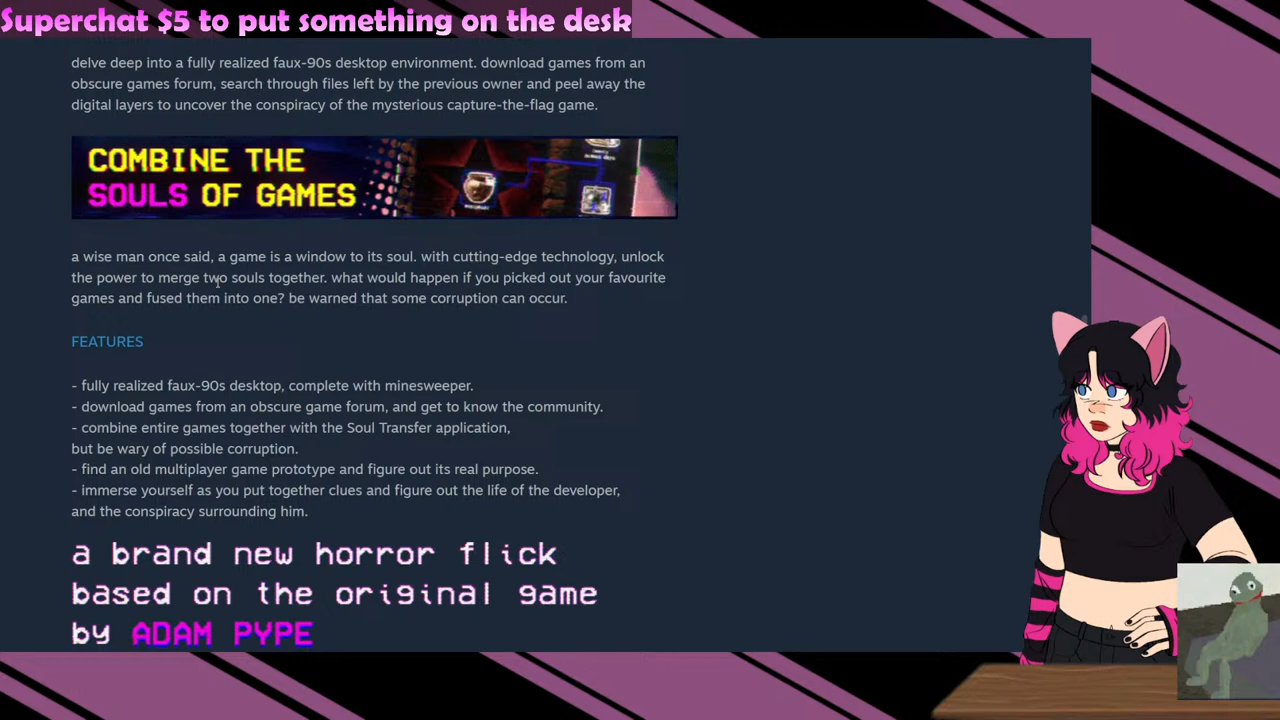 Superchat $5 to put something on the desk
delve deep into a fully realized faux-90s desktop environment. download games from an
obscure games forum, search through files left by the previous owner and peel away the
digital layers to uncover the conspiracy of the mysterious capture-the-flag game.
COMBINE THE
SOULS OF GAMES
a wise man once said, a game is a window to its soul. with cutting-edge technology, unlock
the power to merge two souls together. what would happen if you picked out your favourite
games and fused them into one? be warned that some corruption can occur.
FEATURES
- fully realized faux-90s desktop, complete with minesweeper.
- download games from an obscure game forum, and get to know the community.
- combine entire games together with the Soul Transfer application,
but be wary of possible corruption.
- find an old multiplayer game prototype and figure out its real purpose.
- immerse yourself as you put together clues and figure out the life of the developer,
and the conspiracy surrounding him.
a brand new horror flick
based on the original game
by ADAM PYPE